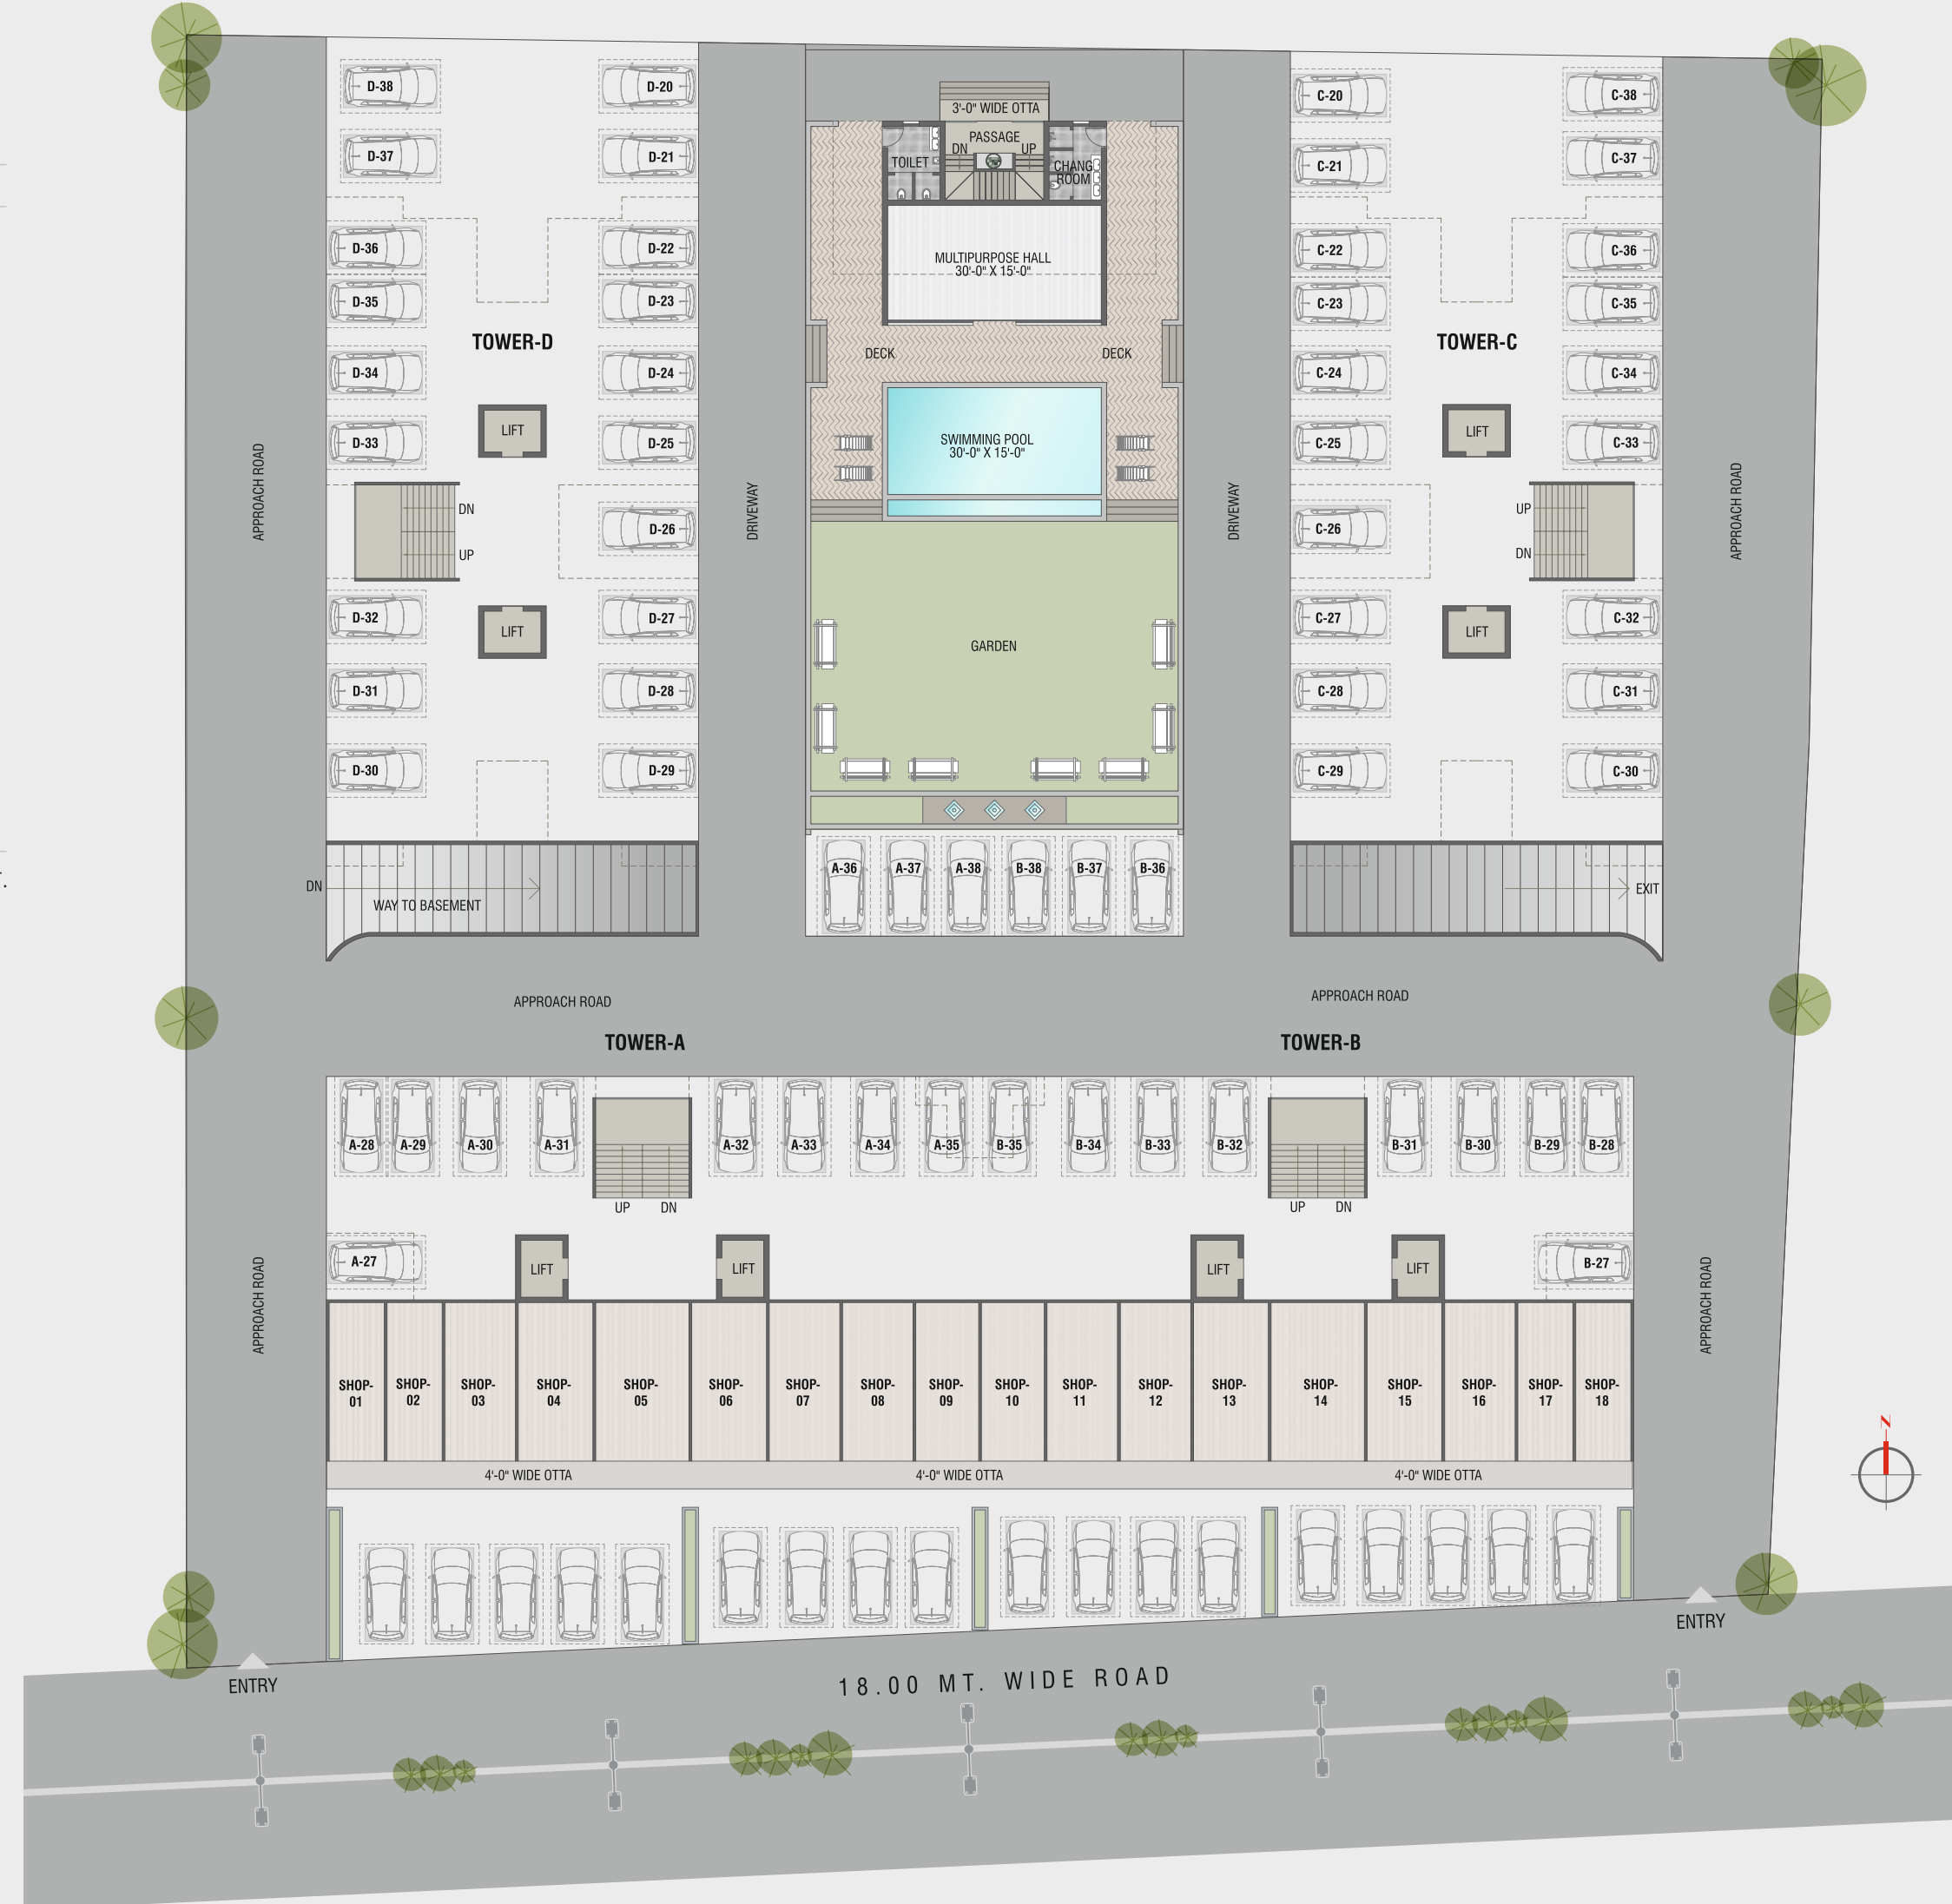 D-38
D-20
D-37
D-21
D-36
D-22
D-35
D-23
TOWER-D
D-34
D-24
D-33
D-25
LIFT
DN
UP
D-26
D-32
D-27
LIFT
D-31
D-28
D-30
D-29
DN
WAY TO BASEMENT
APPROACH ROAD
DRIVEWAY
3'-0" WIDE OTTA
PASSAGE
DN
UP
TOILET
CHANG
ROOM
MULTIPURPOSE HALL
30'-0" X 15'-0"
DECK
DECK
SWIMMING POOL
30'-0" X 15'-0"
GARDEN
A-36
A-37
A-38
B-38
B-37
B-36
DRIVEWAY
C-20
C-38
C-21
C-37
C-22
C-36
C-23
C-35
TOWER-C
C-24
C-34
C-25
C-33
LIFT
UP
DN
C-26
C-27
C-32
LIFT
C-28
C-31
C-29
C-30
EXIT
APPROACH ROAD
APPROACH ROAD
APPROACH ROAD
TOWER-A
TOWER-B
A-28
A-29
A-30
A-31
A-32
A-33
A-34
A-35
B-35
B-34
B-33
B-32
B-31
B-30
B-29
B-28
UP
DN
UP
DN
A-27
LIFT
LIFT
LIFT
LIFT
B-27
APPROACH ROAD
APPROACH ROAD
SHOP-
01
SHOP-
02
SHOP-
03
SHOP-
04
SHOP-
05
SHOP-
06
SHOP-
07
SHOP-
08
SHOP-
09
SHOP-
10
SHOP-
11
SHOP-
12
SHOP-
13
SHOP-
14
SHOP-
15
SHOP-
16
SHOP-
17
SHOP-
18
4'-0" WIDE OTTA
4'-0" WIDE OTTA
4'-0" WIDE OTTA
N
ENTRY
ENTRY
18.00 MT. WIDE ROAD